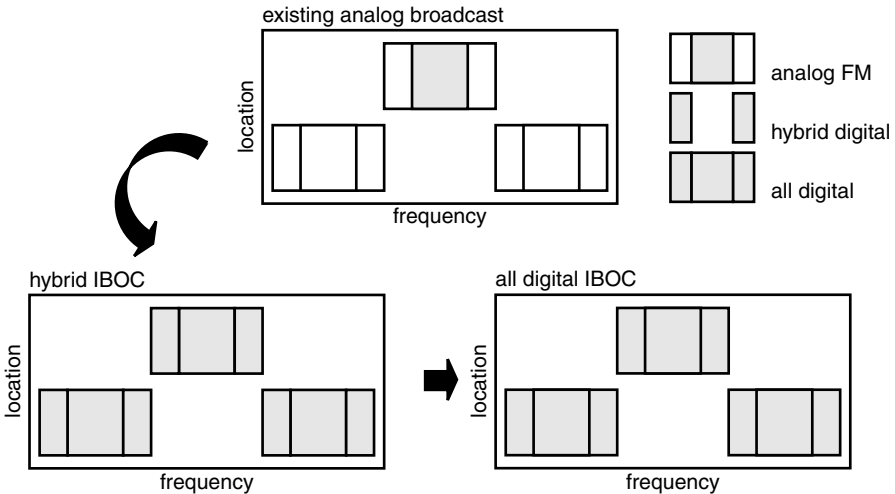 existing analog broadcast
location
frequency
analog FM
hybrid digital
all digital
hybrid IBOC
location
frequency
all digital IBOC
location
frequency